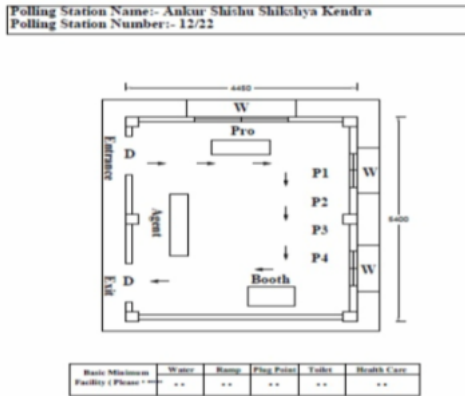 Polling Station Name:- Ankur Shishu Shikshya Kendra
Polling Station Number:- 12/22
4460
W
Pro
Entrance
D
P1
W
P2
Agent
P3
6400
P4
W
Exit
D
Booth
Basic Minimum Facility ( Please
Water
Ramp
Plug Point
Toilet
Health Care